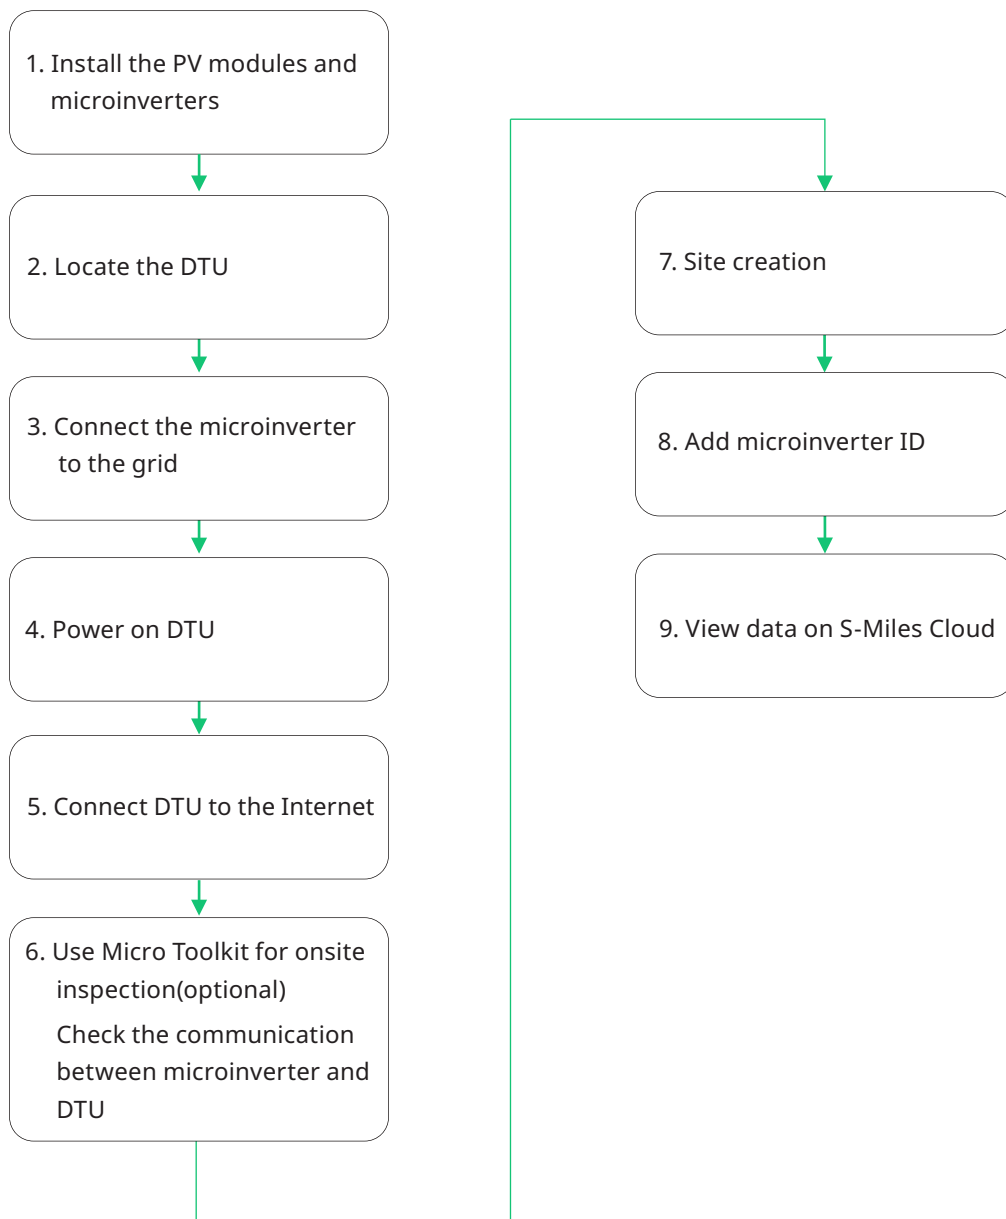 1. Install the PV modules and
microinverters
2. Locate the DTU
3. Connect the microinverter
to the grid
4. Power on DTU
5. Connect DTU to the Internet
6. Use Micro Toolkit for onsite
inspection(optional)
Check the communication
between microinverter and
DTU
7. Site creation
8. Add microinverter ID
9. View data on S-Miles Cloud